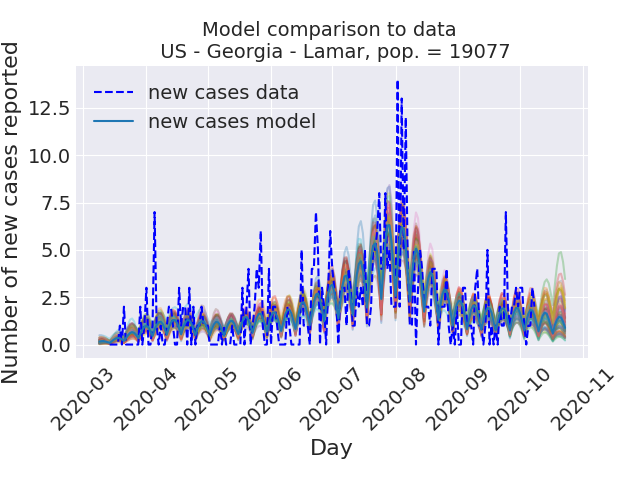 Model comparison to data
US - Georgia - Lamar, pop. = 19077
Number of new cases reported
12.5
10.0
7.5
5.0
2.5
0.0
new cases data
new cases model
2020-03
2020-04
2020-05
2020-06
2020-07
2020-08
2020-09
2020-10
2020-11
Day